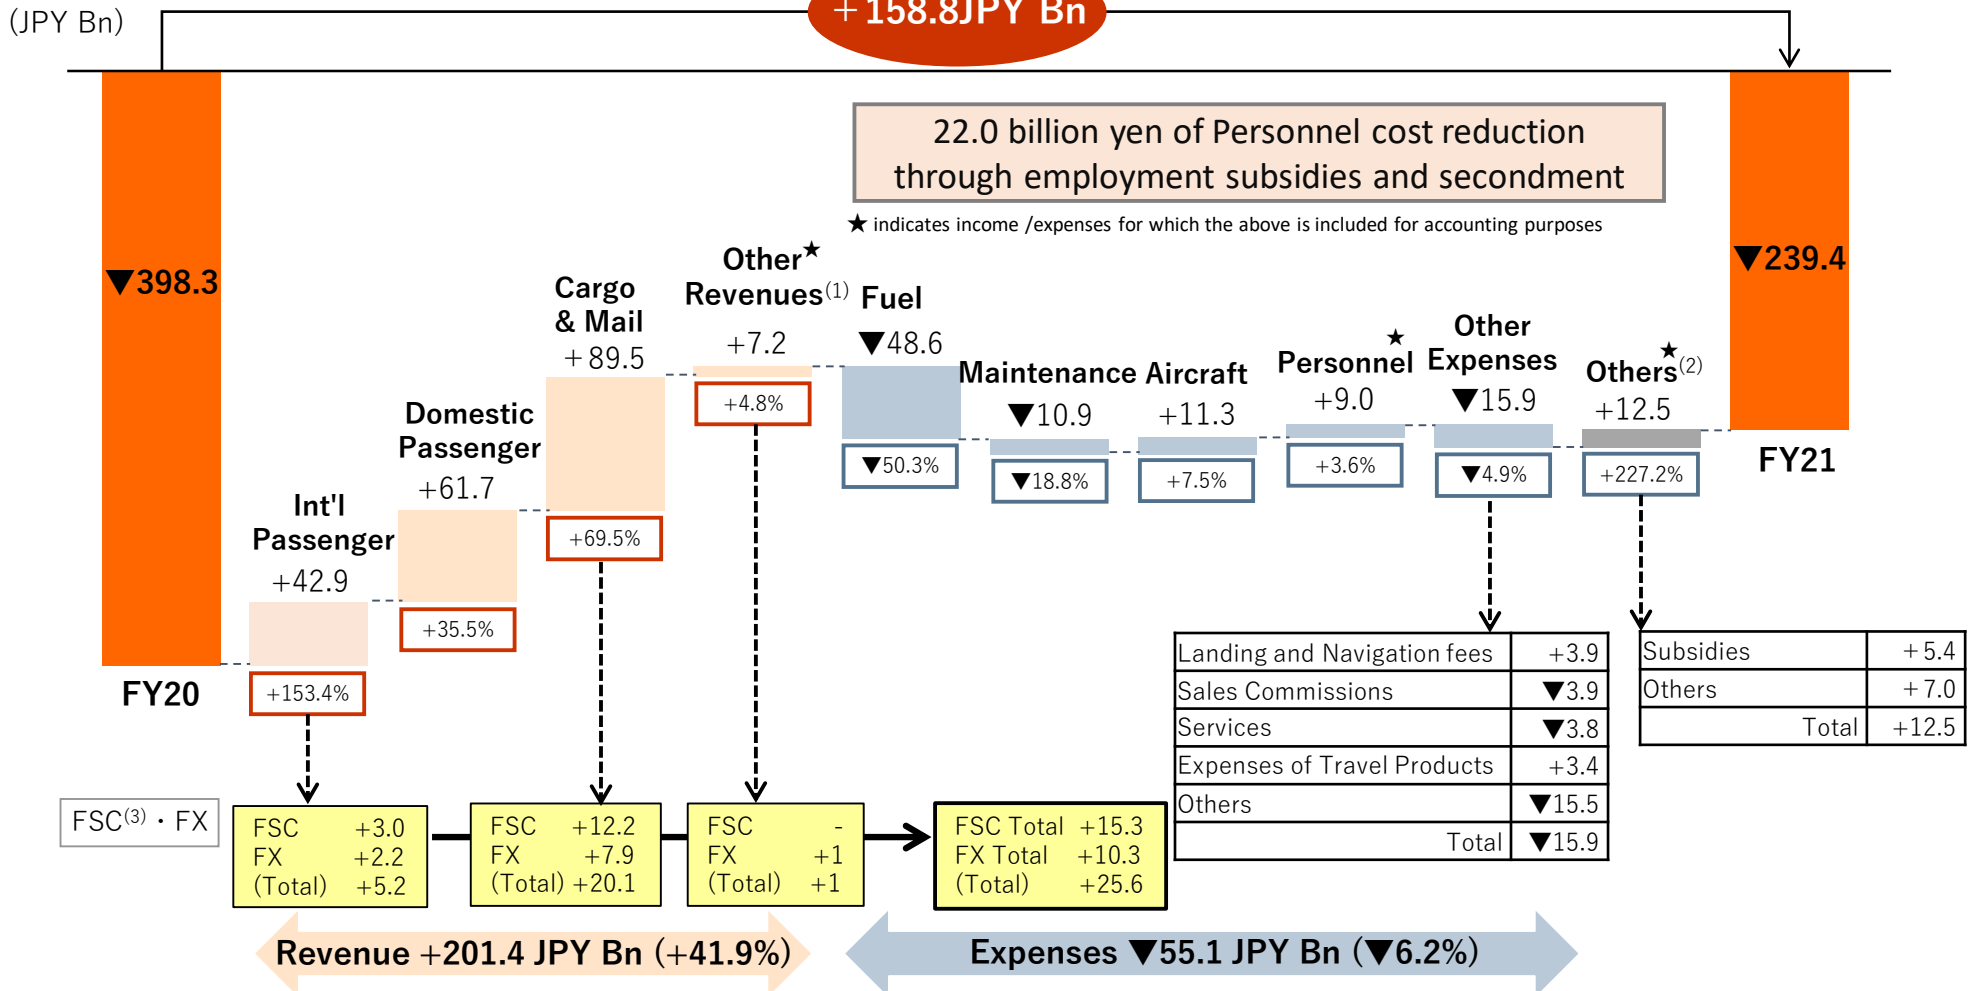 (JPY Bn)
+158.8JPY Bn
22.0 billion yen of Personnel cost reduction
through employment subsidies and secondment
★ indicates income /expenses for which the above is included for accounting purposes
▼398.3
FY20
Int'l
Passenger
+42.9
+153.4%
Domestic
Passenger
+61.7
+35.5%
Cargo
& Mail
+89.5
+69.5%
Other★
Revenues(1)
+7.2
+4.8%
Fuel
▼48.6
▼50.3%
Maintenance
▼10.9
▼18.8%
Aircraft
+11.3
+7.5%
★
Personnel
+9.0
+3.6%
Other
Expenses
▼15.9
▼4.9%
★
Others(2)
+12.5
+227.2%
▼239.4
FY21
Landing and Navigation fees +3.9
Sales Commissions ▼3.9
Services ▼3.8
Expenses of Travel Products +3.4
Others ▼15.5
Total ▼15.9
Subsidies +5.4
Others +7.0
Total +12.5
FSC(3)・FX
FSC +3.0
FX +2.2
(Total) +5.2
FSC +12.2
FX +7.9
(Total) +20.1
FSC -
FX +1
(Total) +1
FSC Total +15.3
FX Total +10.3
(Total) +25.6
Revenue +201.4 JPY Bn (+41.9%)
Expenses ▼55.1 JPY Bn (▼6.2%)